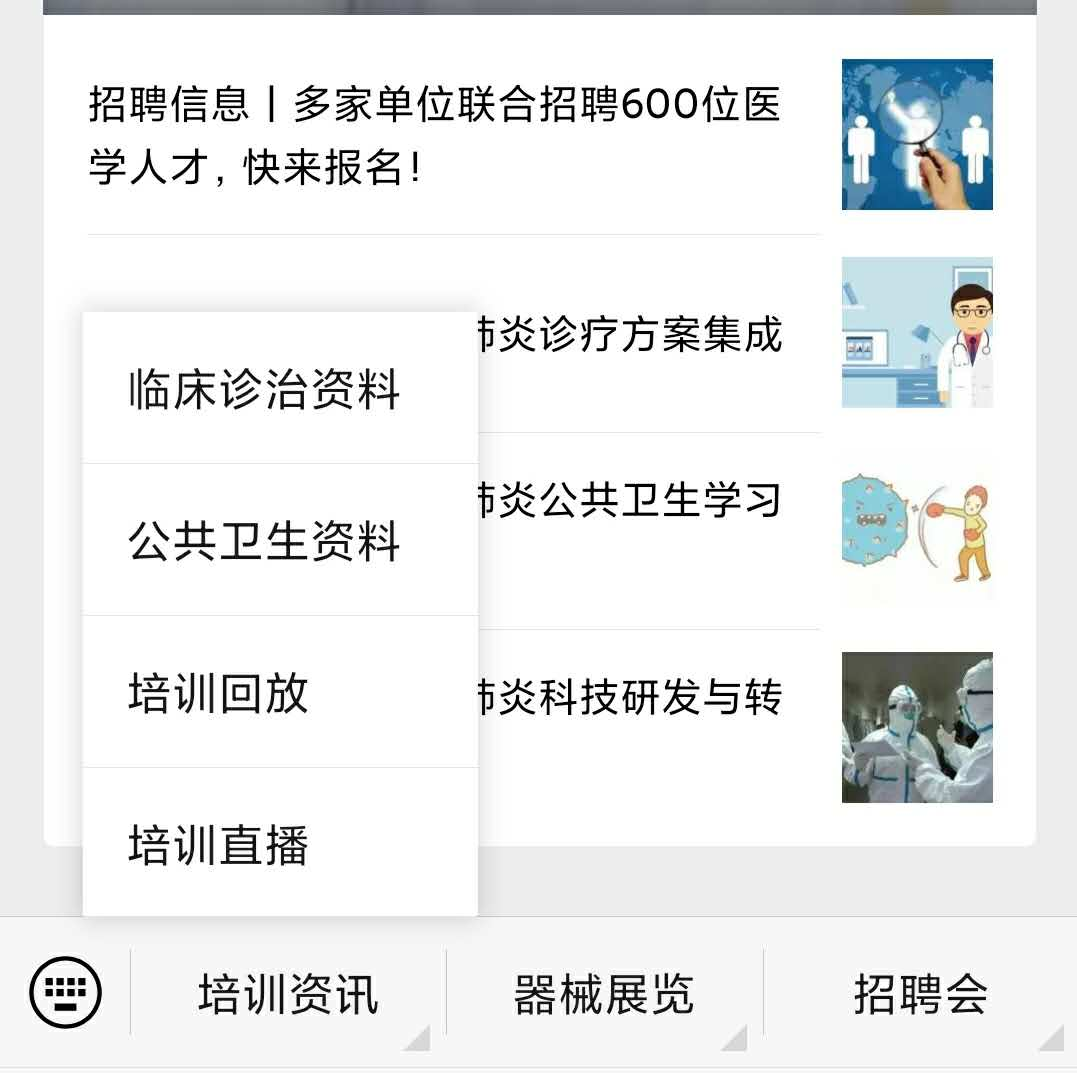 招聘信息丨多家单位联合招聘600位医
学人才，快来报名！
炎诊疗方案集成
炎公共卫生学习
炎科技研发与转
临床诊治资料
公共卫生资料
培训回放
培训直播
培训资讯
器械展览
招聘会